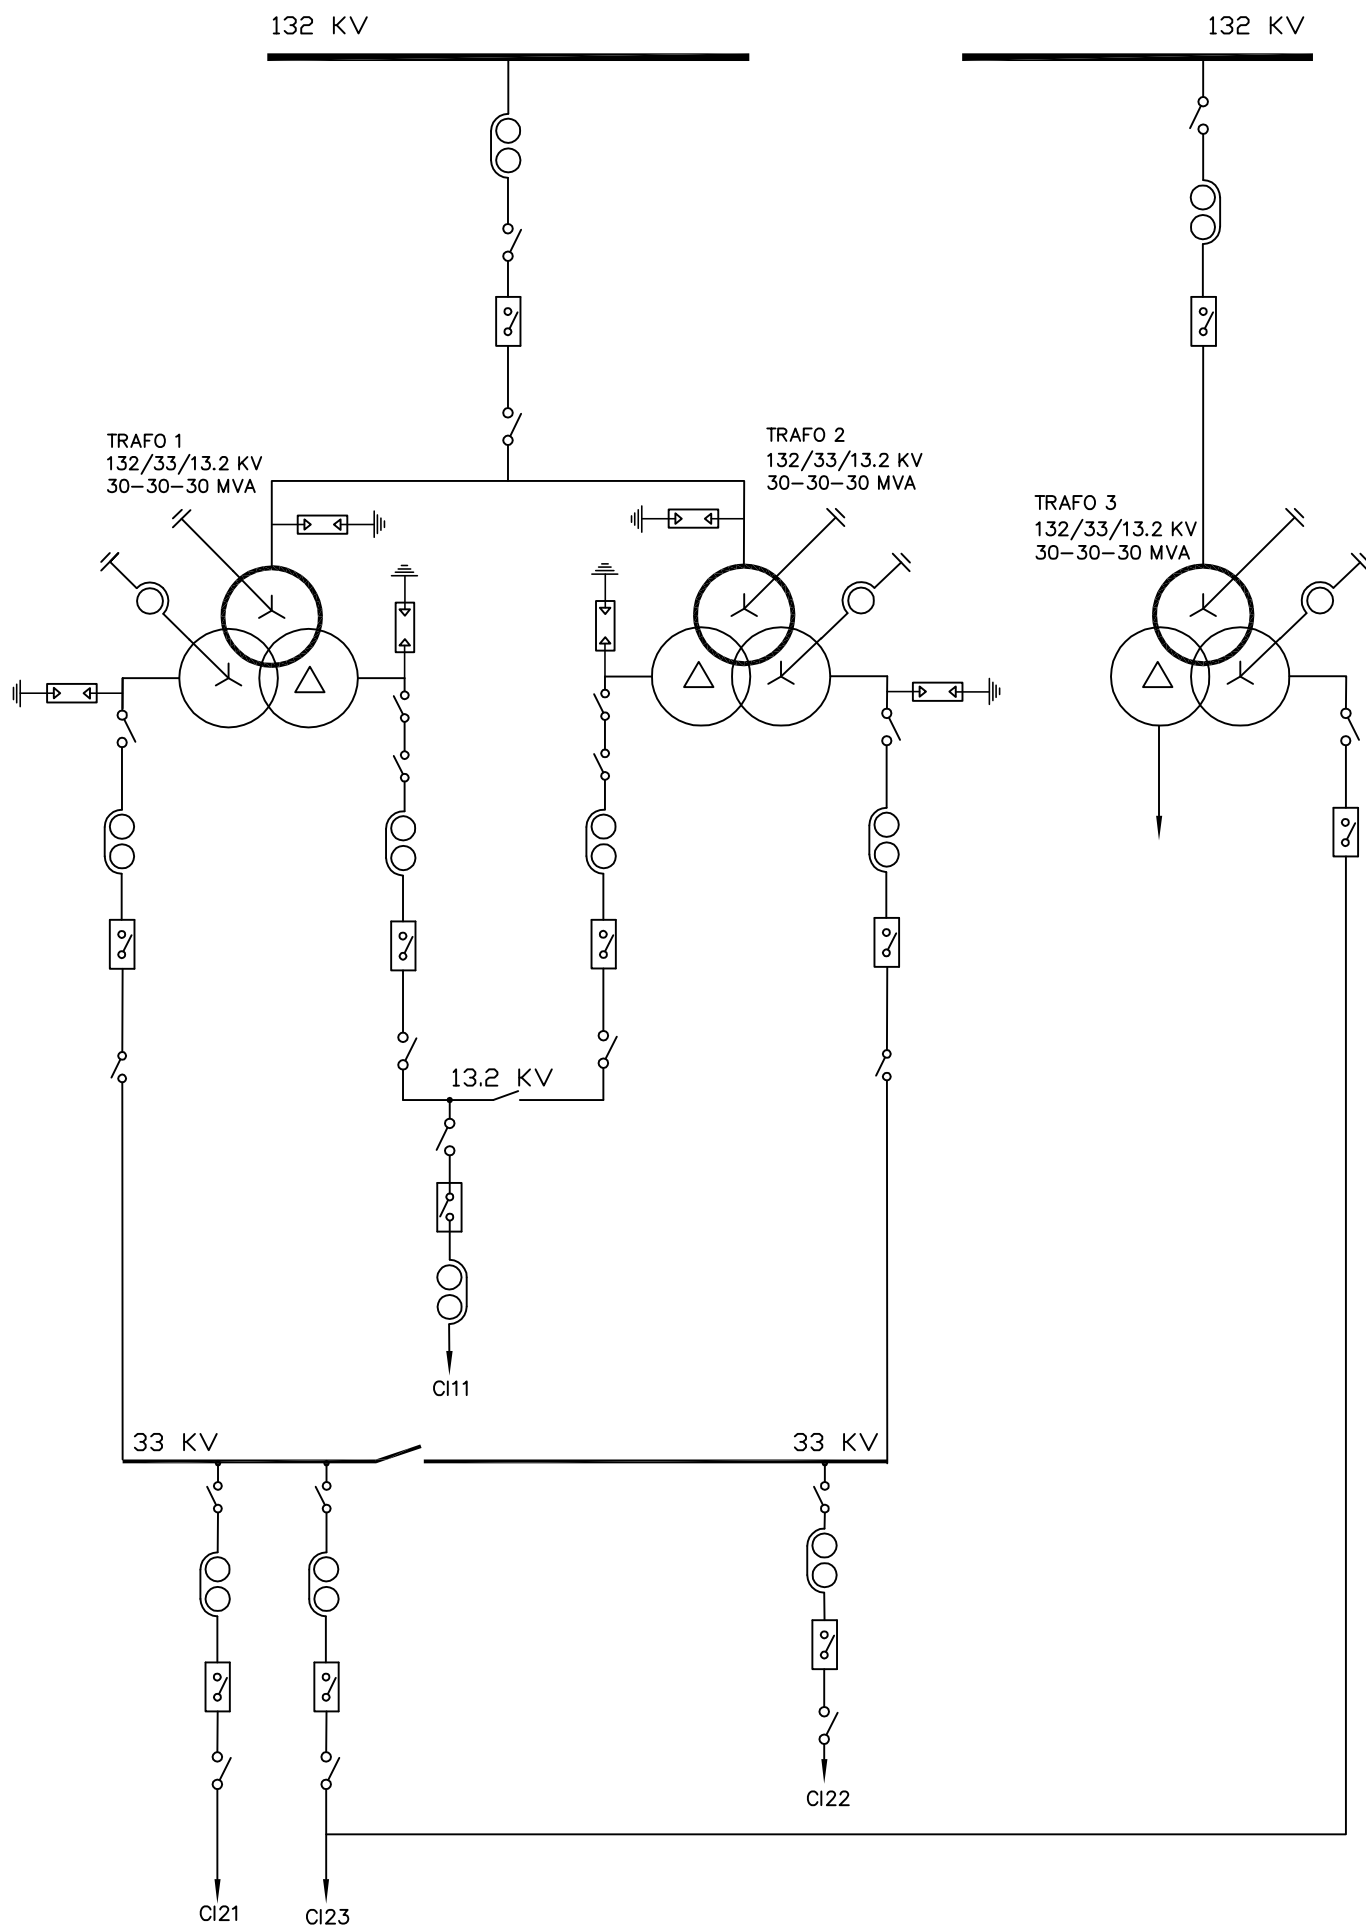 132 KV
132 KV
TRAFO 1
132/33/13.2 KV
30-30-30 MVA
TRAFO 2
132/33/13.2 KV
30-30-30 MVA
TRAFO 3
132/33/13.2 KV
30-30-30 MVA
13.2 KV
CI11
33 KV
33 KV
CI22
CI21
CI23